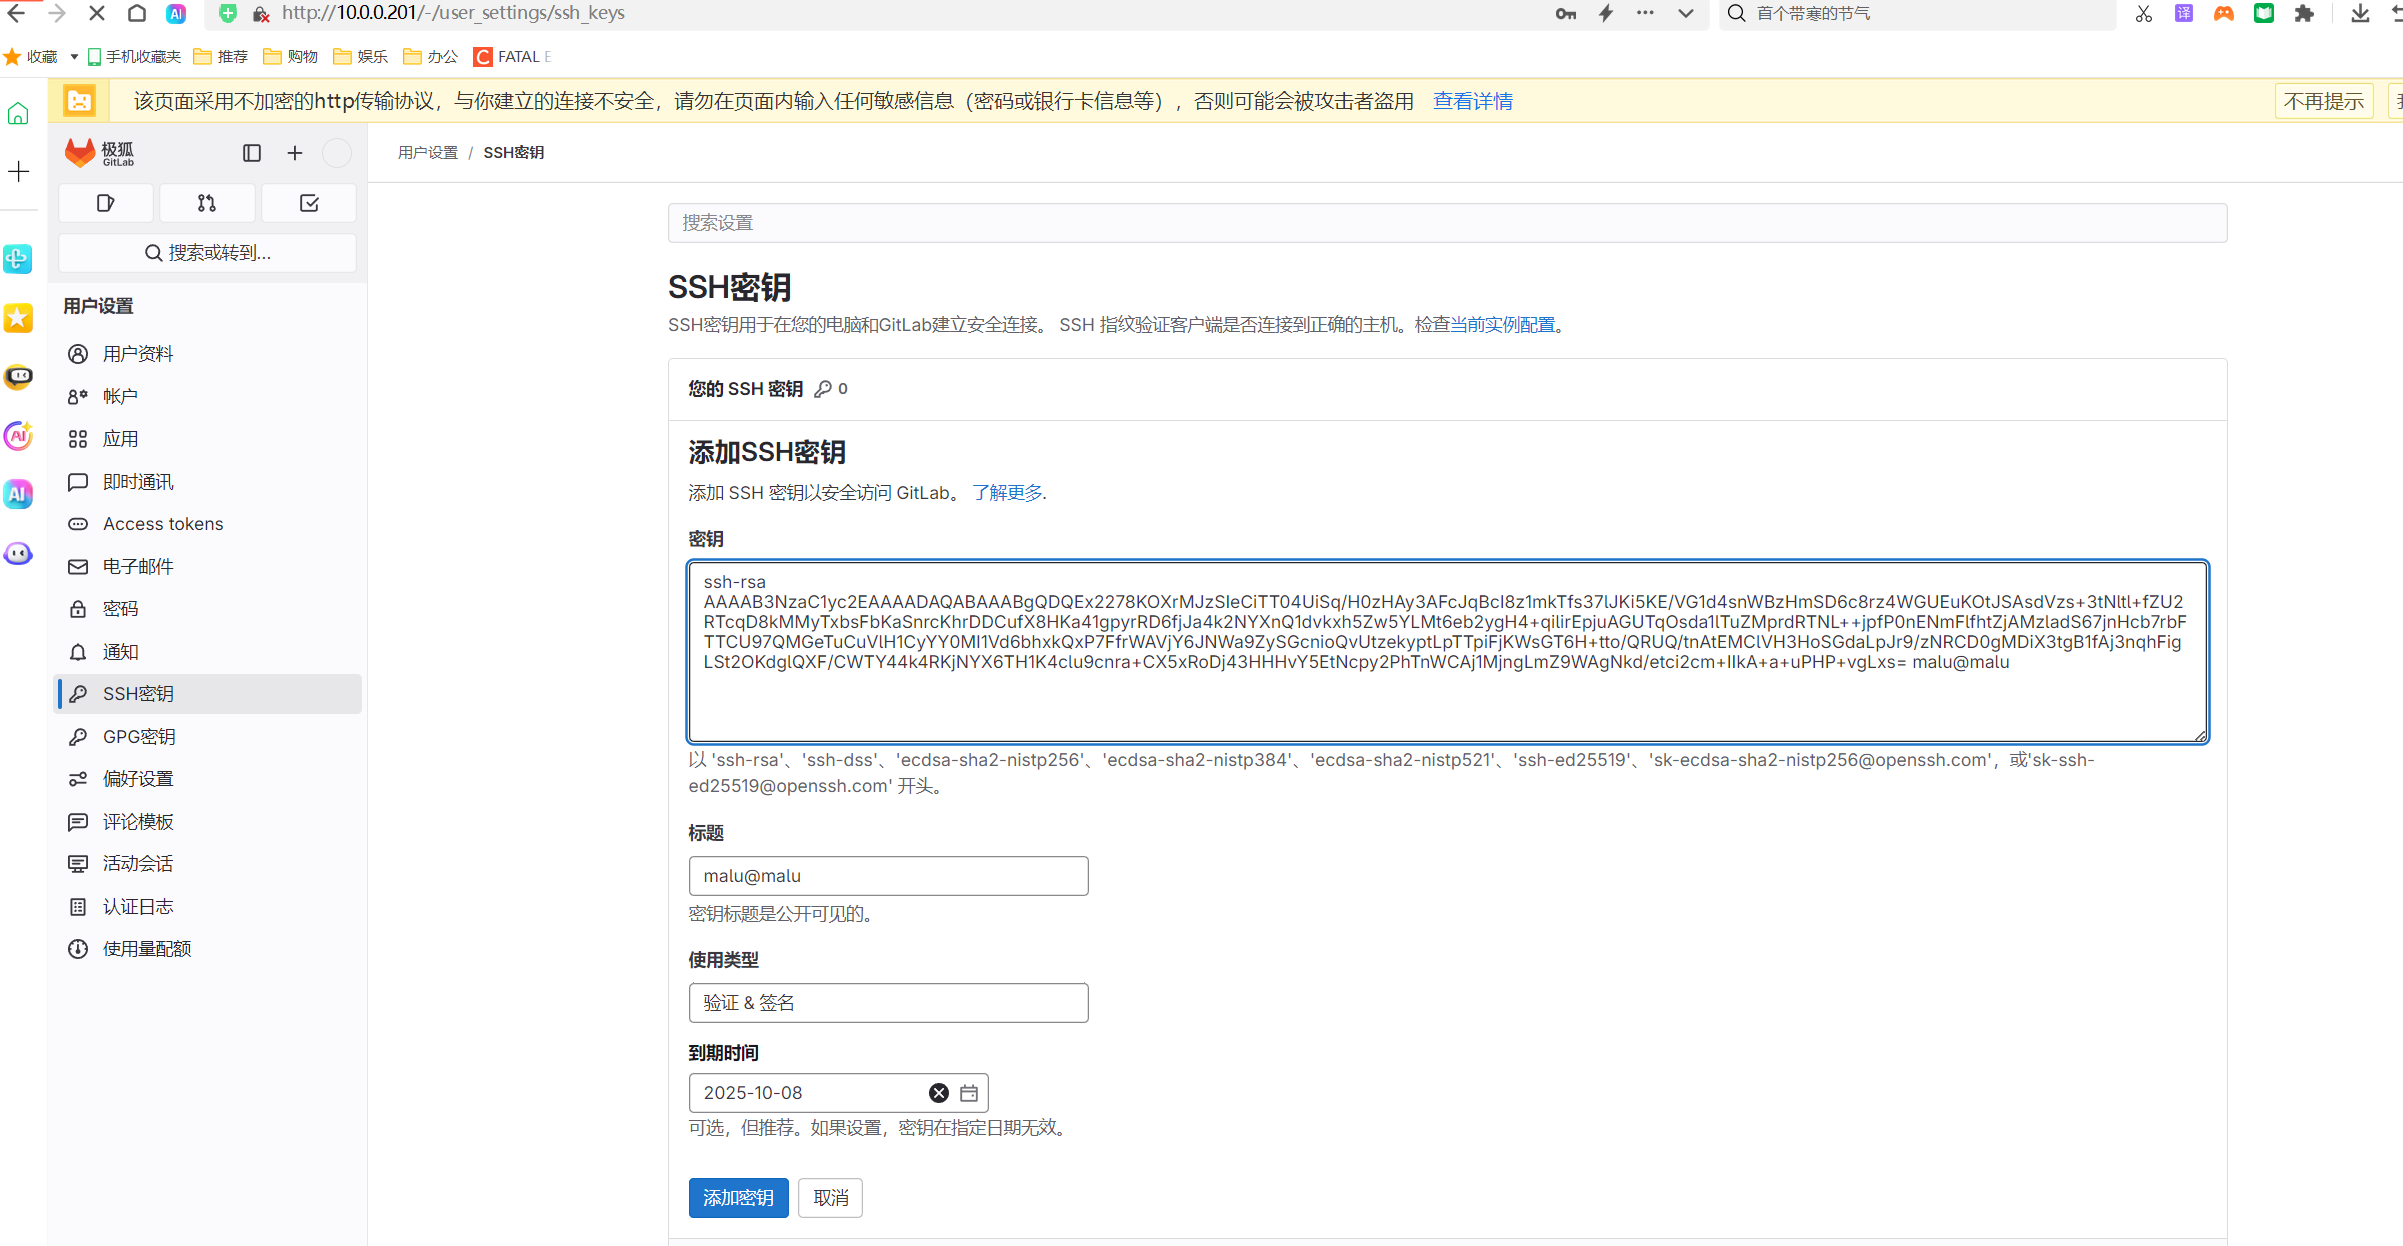 http://10.0.0.201/-/user_settings/ssh_keys
首个带寒的节气
收藏 手机收藏夹 推荐 购物 娱乐 办公 FATAL E
该页面采用不加密的http传输协议，与你建立的连接不安全，请勿在页面内输入任何敏感信息（密码或银行卡信息等），否则可能会被攻击者盗用 查看详情 不再提示
极狐
GitLab
用户设置 / SSH密钥
搜索或转到...
用户设置
用户资料
帐户
应用
即时通讯
Access tokens
电子邮件
密码
通知
SSH密钥
GPG密钥
偏好设置
评论模板
活动会话
认证日志
使用量配额
搜索设置
SSH密钥
SSH密钥用于在您的电脑和GitLab建立安全连接。 SSH 指纹验证客户端是否连接到正确的主机。检查当前实例配置。
您的 SSH 密钥 0
添加SSH密钥
添加 SSH 密钥以安全访问 GitLab。 了解更多.
密钥
ssh-rsa
AAAAB3NzaC1yc2EAAAADAQABAAABgQDQEx2278KOXrMJzSIeCiTT04UiSq/H0zHAy3AFcJqBcI8z1mkTfs37lJKi5KE/VG1d4snWBzHmSD6c8rz4WGUEuKOtJSAsdVzs+3tNltl+fZU2
RTcqD8kMMyTxbsFbKaSnrcKhrDDCufX8HKa41gpyrRD6fjJa4k2NYXnQ1dvkxh5Zw5YLMt6eb2ygH4+qilirEpjuAGUTqOsda1lTuZMprdRTNL++jpfP0nENmFlfhtZjAMzladS67jnHcb7rbF
TTCU97QMGeTuCuVlH1CyYY0MI1Vd6bhxkQxP7FfrWAVjY6JNWa9ZySGcnioQvUtzekyptLpTTpiFjKWsGT6H+tto/QRUQ/tnAtEMClVH3HoSGdaLpJr9/zNRCD0gMDiX3tgB1fAj3nqhFig
LSt2OKdglQXF/CWTY44k4RKjNYX6TH1K4clu9cnra+CX5xRoDj43HHHvY5EtNcpy2PhTnWCAj1MjngLmZ9WAgNkd/etci2cm+IIkA+a+uPHP+vgLxs= malu@malu
以 'ssh-rsa'、'ssh-dss'、'ecdsa-sha2-nistp256'、'ecdsa-sha2-nistp384'、'ecdsa-sha2-nistp521'、'ssh-ed25519'、'sk-ecdsa-sha2-nistp256@openssh.com'，或'sk-ssh-
ed25519@openssh.com' 开头。
标题
malu@malu
密钥标题是公开可见的。
使用类型
验证 & 签名
到期时间
2025-10-08
可选，但推荐。如果设置，密钥在指定日期无效。
添加密钥 取消